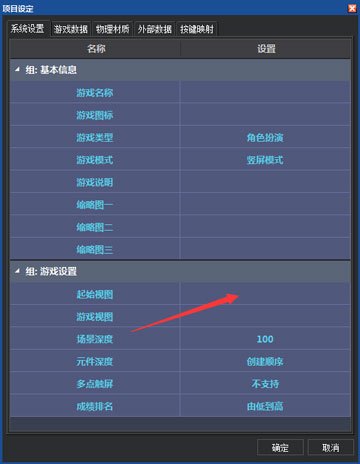 项目设定
系统设置 游戏数据 物理材质 外部数据 按键映射
名称 设置
组: 基本信息
游戏名称
游戏图标
游戏类型 角色扮演
游戏模式 竖屏模式
游戏说明
缩略图一
缩略图二
缩略图三
组: 游戏设置
起始视图
游戏视图
场景深度 100
元件深度 创建顺序
多点触屏 不支持
成绩排名 由低到高
确定 取消